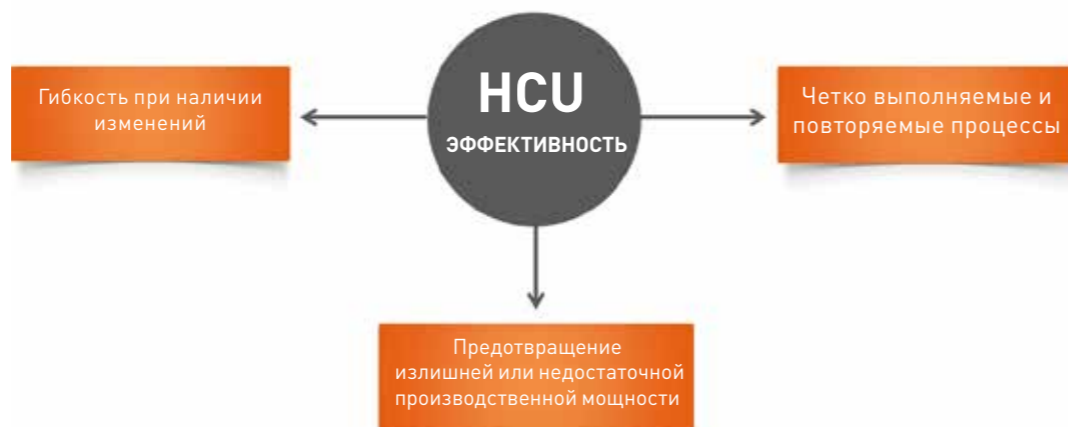 HCU
ЭФФЕКТИВНОСТЬ
Гибкость при наличии
изменений
Четко выполняемые и
повторяемые процессы
Предотвращение
излишней или недостаточной
производственной мощности